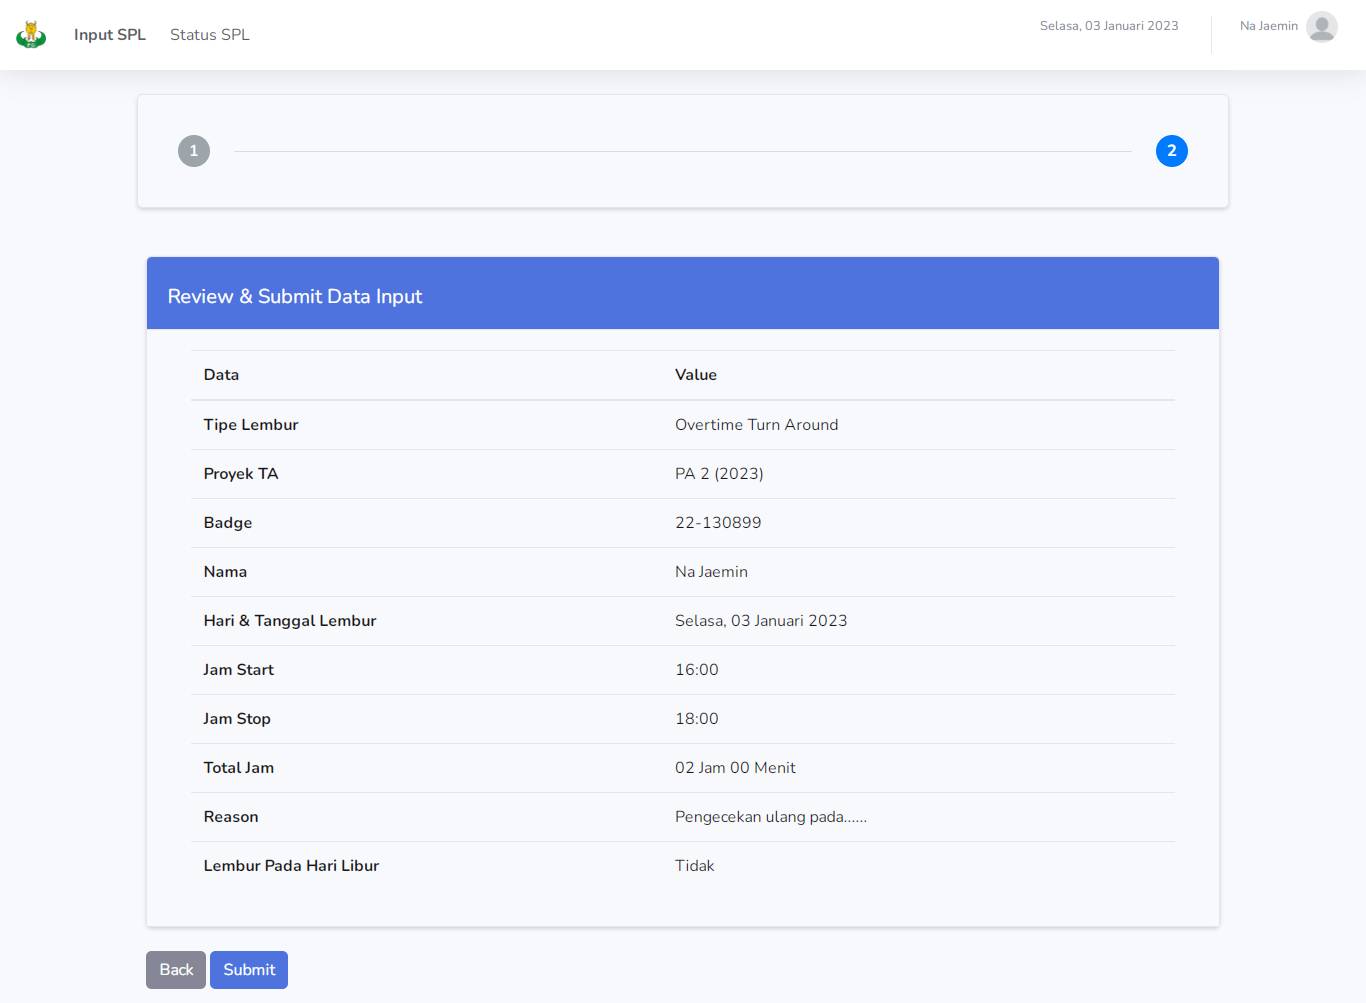 Input SPL Status SPL Selasa, 03 Januari 2023 Na Jaemin
1 2
Review & Submit Data Input
Data Value
Tipe Lembur Overtime Turn Around
Proyek TA PA 2 (2023)
Badge 22-130899
Nama Na Jaemin
Hari & Tanggal Lembur Selasa, 03 Januari 2023
Jam Start 16:00
Jam Stop 18:00
Total Jam 02 Jam 00 Menit
Reason Pengecekan ulang pada......
Lembur Pada Hari Libur Tidak
Back Submit